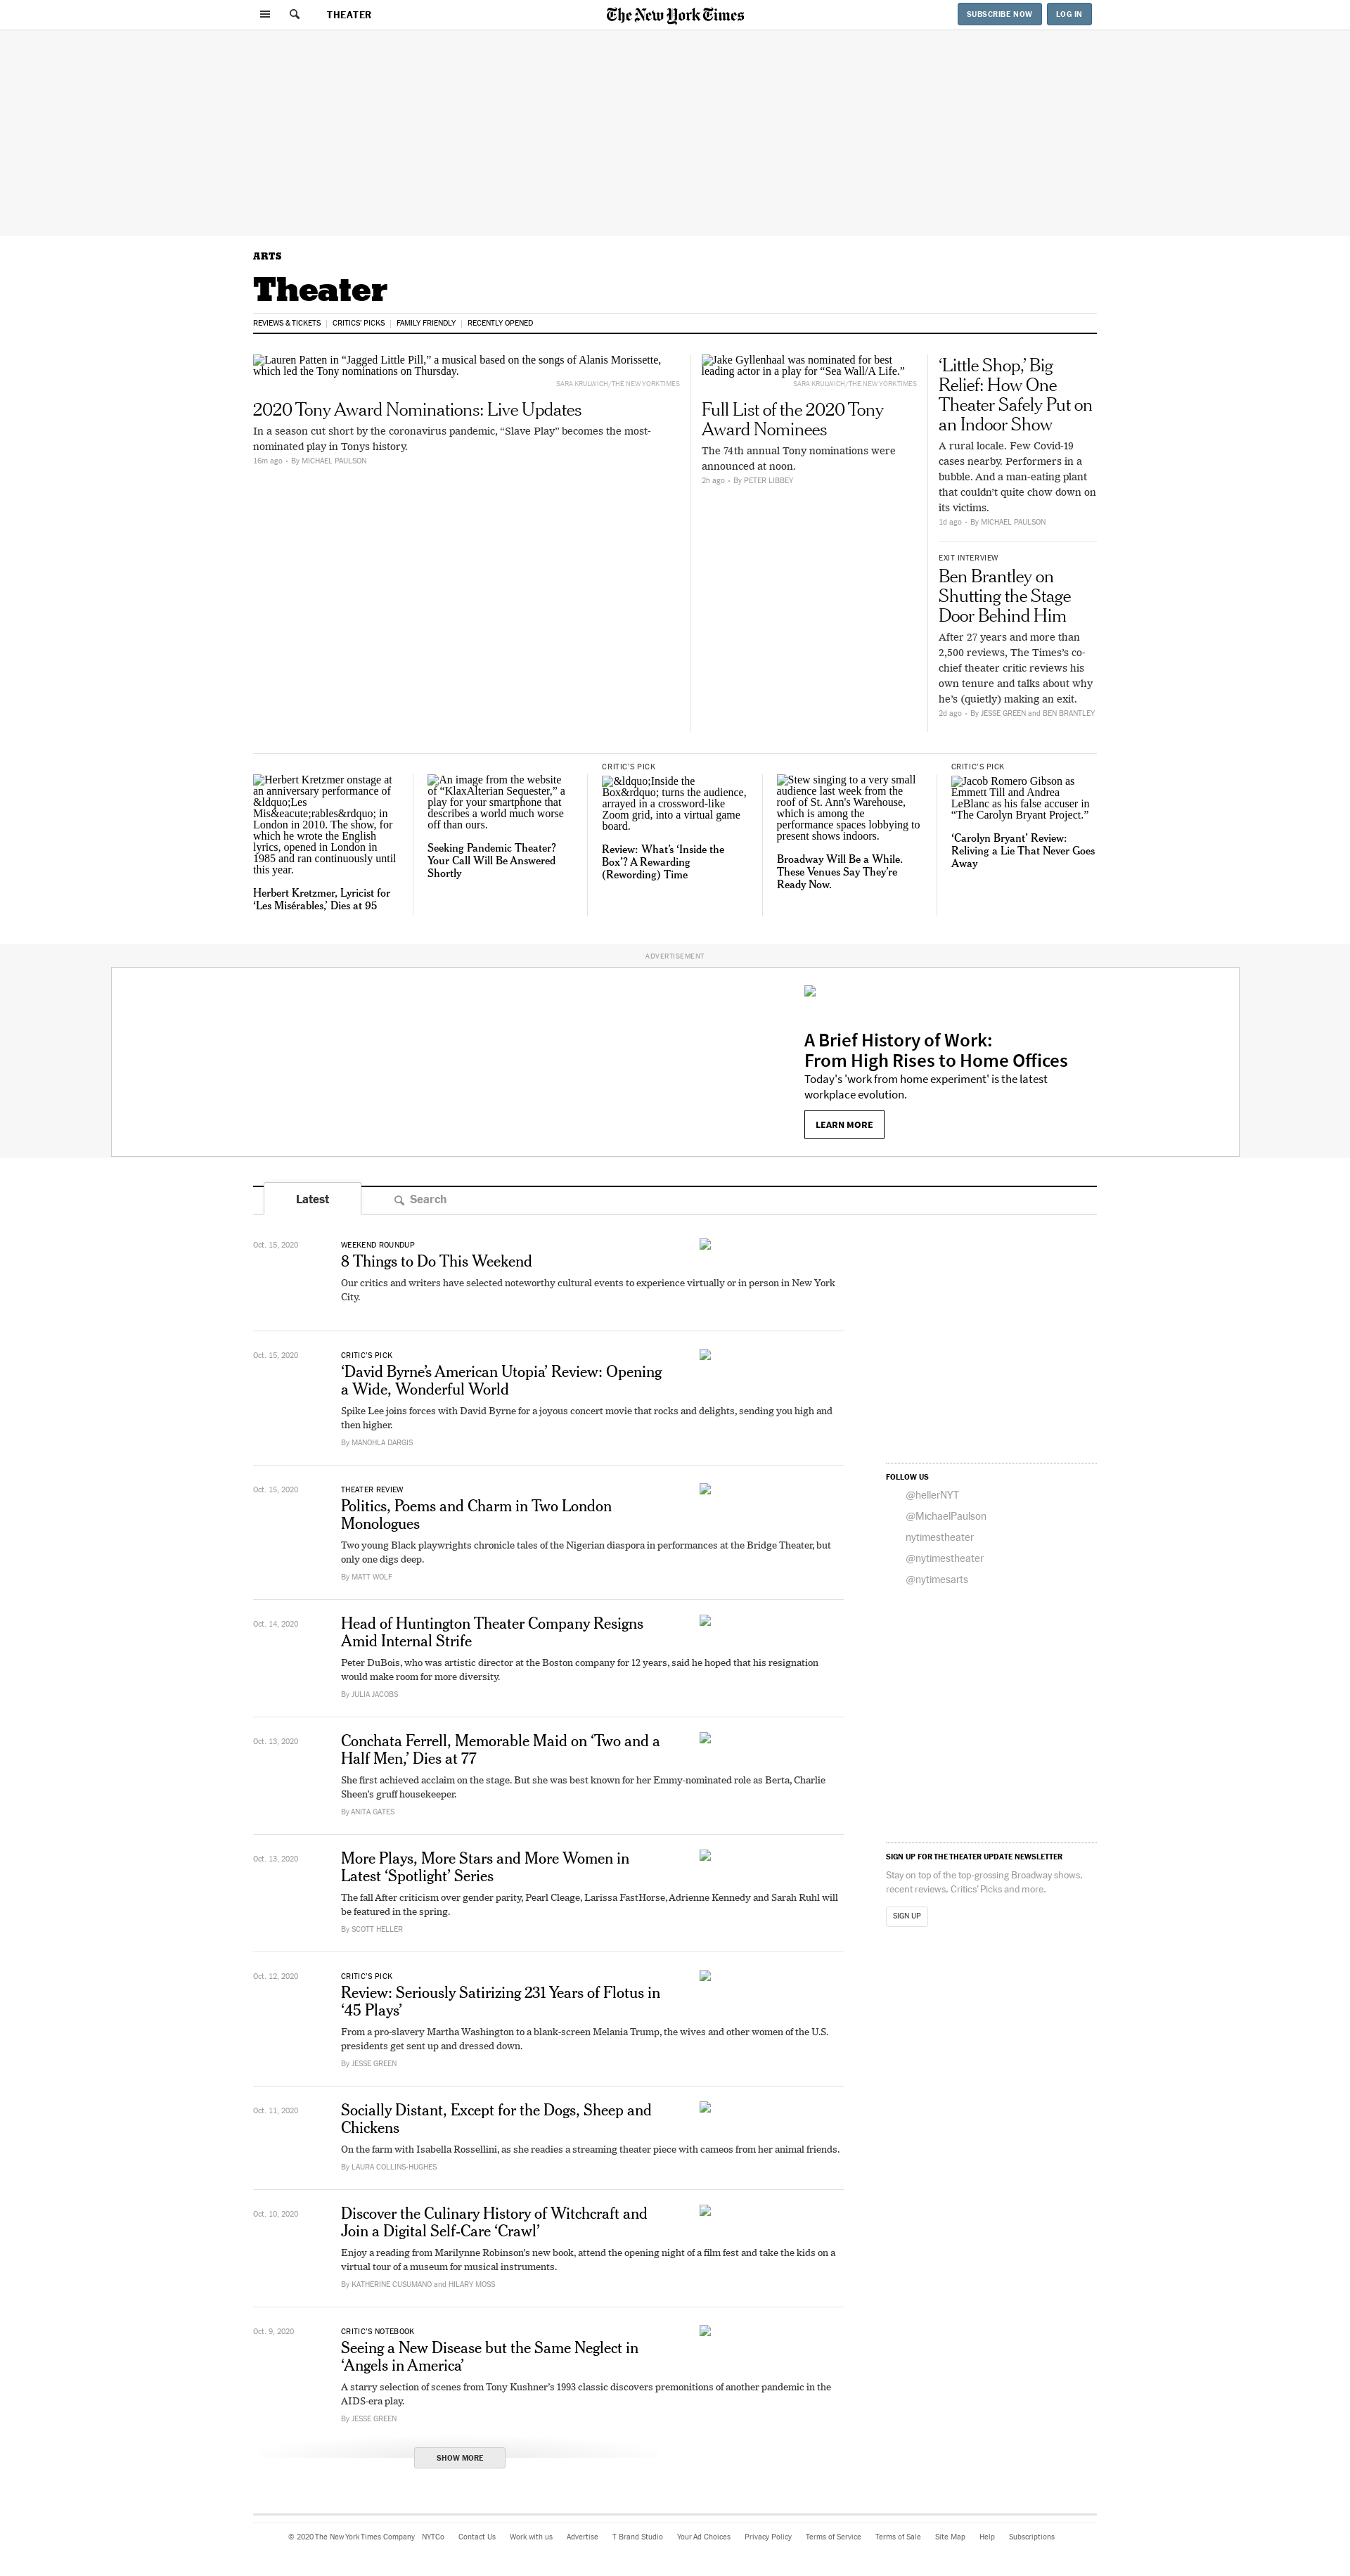 THEATER
The New York Times
SUBSCRIBE NOW
LOG IN
ARTS
Theater
REVIEWS & TICKETS
CRITICS' PICKS
FAMILY FRIENDLY
RECENTLY OPENED
Lauren Patten in “Jagged Little Pill,” a musical based on the songs of Alanis Morissette,
which led the Tony nominations on Thursday.
SARA KRULWICH/THE NEW YORK TIMES
2020 Tony Award Nominations: Live Updates
In a season cut short by the coronavirus pandemic, “Slave Play” becomes the most-
nominated play in Tonys history.
16m ago • By MICHAEL PAULSON
Jake Gyllenhaal was nominated for best
leading actor in a play for “Sea Wall/A Life.”
SARA KRULWICH/THE NEW YORK TIMES
Full List of the 2020 Tony
Award Nominees
The 74th annual Tony nominations were
announced at noon.
2h ago • By PETER LIBBEY
‘Little Shop,’ Big
Relief: How One
Theater Safely Put on
an Indoor Show
A rural locale. Few Covid-19
cases nearby. Performers in a
bubble. And a man-eating plant
that couldn’t quite chow down on
its victims.
1d ago • By MICHAEL PAULSON
EXIT INTERVIEW
Ben Brantley on
Shutting the Stage
Door Behind Him
After 27 years and more than
2,500 reviews, The Times’s co-
chief theater critic reviews his
own tenure and talks about why
he’s (quietly) making an exit.
2d ago • By JESSE GREEN and BEN BRANTLEY
Herbert Kretzmer onstage at
an anniversary performance of
&ldquo;Les
Mis&eacute;rables&rdquo; in
London in 2010. The show, for
which he wrote the English
lyrics, opened in London in
1985 and ran continuously until
this year.
Herbert Kretzmer, Lyricist for
‘Les Misérables,’ Dies at 95
An image from the website
of “KlaxAlterian Sequester,” a
play for your smartphone that
describes a world much worse
off than ours.
Seeking Pandemic Theater?
Your Call Will Be Answered
Shortly
CRITIC’S PICK
&ldquo;Inside the
Box&rdquo; turns the audience,
arrayed in a crossword-like
Zoom grid, into a virtual game
board.
Review: What’s ‘Inside the
Box’? A Rewarding
(Rewording) Time
Stew singing to a very small
audience last week from the
roof of St. Ann's Warehouse,
which is among the
performance spaces lobbying to
present shows indoors.
Broadway Will Be a While.
These Venues Say They’re
Ready Now.
CRITIC’S PICK
Jacob Romero Gibson as
Emmett Till and Andrea
LeBlanc as his false accuser in
“The Carolyn Bryant Project.”
‘Carolyn Bryant’ Review:
Reliving a Lie That Never Goes
Away
ADVERTISEMENT
A Brief History of Work:
From High Rises to Home Offices
Today's 'work from home experiment' is the latest
workplace evolution.
LEARN MORE
Latest
Search
Oct. 15, 2020
WEEKEND ROUNDUP
8 Things to Do This Weekend
Our critics and writers have selected noteworthy cultural events to experience virtually or in person in New York
City.
Oct. 15, 2020
CRITIC’S PICK
‘David Byrne’s American Utopia’ Review: Opening
a Wide, Wonderful World
Spike Lee joins forces with David Byrne for a joyous concert movie that rocks and delights, sending you high and
then higher.
By MANOHLA DARGIS
Oct. 15, 2020
THEATER REVIEW
Politics, Poems and Charm in Two London
Monologues
Two young Black playwrights chronicle tales of the Nigerian diaspora in performances at the Bridge Theater, but
only one digs deep.
By MATT WOLF
Oct. 14, 2020
Head of Huntington Theater Company Resigns
Amid Internal Strife
Peter DuBois, who was artistic director at the Boston company for 12 years, said he hoped that his resignation
would make room for more diversity.
By JULIA JACOBS
Oct. 13, 2020
Conchata Ferrell, Memorable Maid on ‘Two and a
Half Men,’ Dies at 77
She first achieved acclaim on the stage. But she was best known for her Emmy-nominated role as Berta, Charlie
Sheen’s gruff housekeeper.
By ANITA GATES
Oct. 13, 2020
More Plays, More Stars and More Women in
Latest ‘Spotlight’ Series
The fall After criticism over gender parity, Pearl Cleage, Larissa FastHorse, Adrienne Kennedy and Sarah Ruhl will
be featured in the spring.
By SCOTT HELLER
Oct. 12, 2020
CRITIC’S PICK
Review: Seriously Satirizing 231 Years of Flotus in
‘45 Plays’
From a pro-slavery Martha Washington to a blank-screen Melania Trump, the wives and other women of the U.S.
presidents get sent up and dressed down.
By JESSE GREEN
Oct. 11, 2020
Socially Distant, Except for the Dogs, Sheep and
Chickens
On the farm with Isabella Rossellini, as she readies a streaming theater piece with cameos from her animal friends.
By LAURA COLLINS-HUGHES
Oct. 10, 2020
Discover the Culinary History of Witchcraft and
Join a Digital Self-Care ‘Crawl’
Enjoy a reading from Marilynne Robinson’s new book, attend the opening night of a film fest and take the kids on a
virtual tour of a museum for musical instruments.
By KATHERINE CUSUMANO and HILARY MOSS
Oct. 9, 2020
CRITIC’S NOTEBOOK
Seeing a New Disease but the Same Neglect in
‘Angels in America’
A starry selection of scenes from Tony Kushner’s 1993 classic discovers premonitions of another pandemic in the
AIDS-era play.
By JESSE GREEN
SHOW MORE
FOLLOW US
@hellerNYT
@MichaelPaulson
nytimestheater
@nytimestheater
@nytimesarts
SIGN UP FOR THE THEATER UPDATE NEWSLETTER
Stay on top of the top-grossing Broadway shows,
recent reviews, Critics’ Picks and more.
SIGN UP
© 2020 The New York Times Company NYTCo Contact Us Work with us Advertise T Brand Studio Your Ad Choices Privacy Policy Terms of Service Terms of Sale Site Map Help Subscriptions